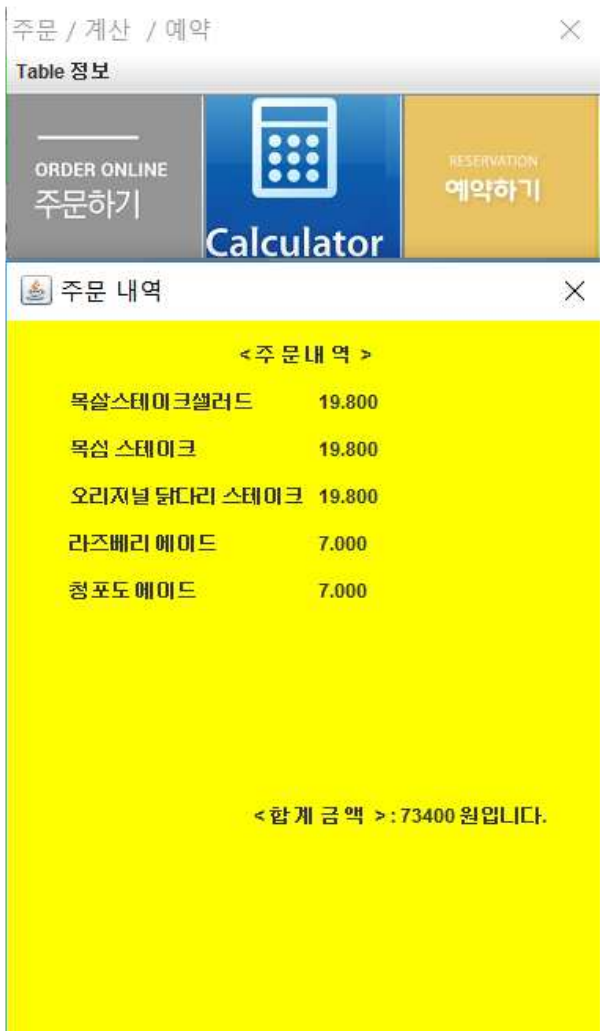 주문 / 계산 / 예약
Table 정보
ORDER ONLINE
주문하기
Calculator
RESERVATION
예약하기
주문 내역
<주 문 내 역 >
목살스테이크샐러드 19.800
목심 스테이크 19.800
오리지널 닭다리 스테이크 19.800
라즈베리 에이드 7.000
청포도 에이드 7.000
<합 계 금 액 >: 73400 원입니다.